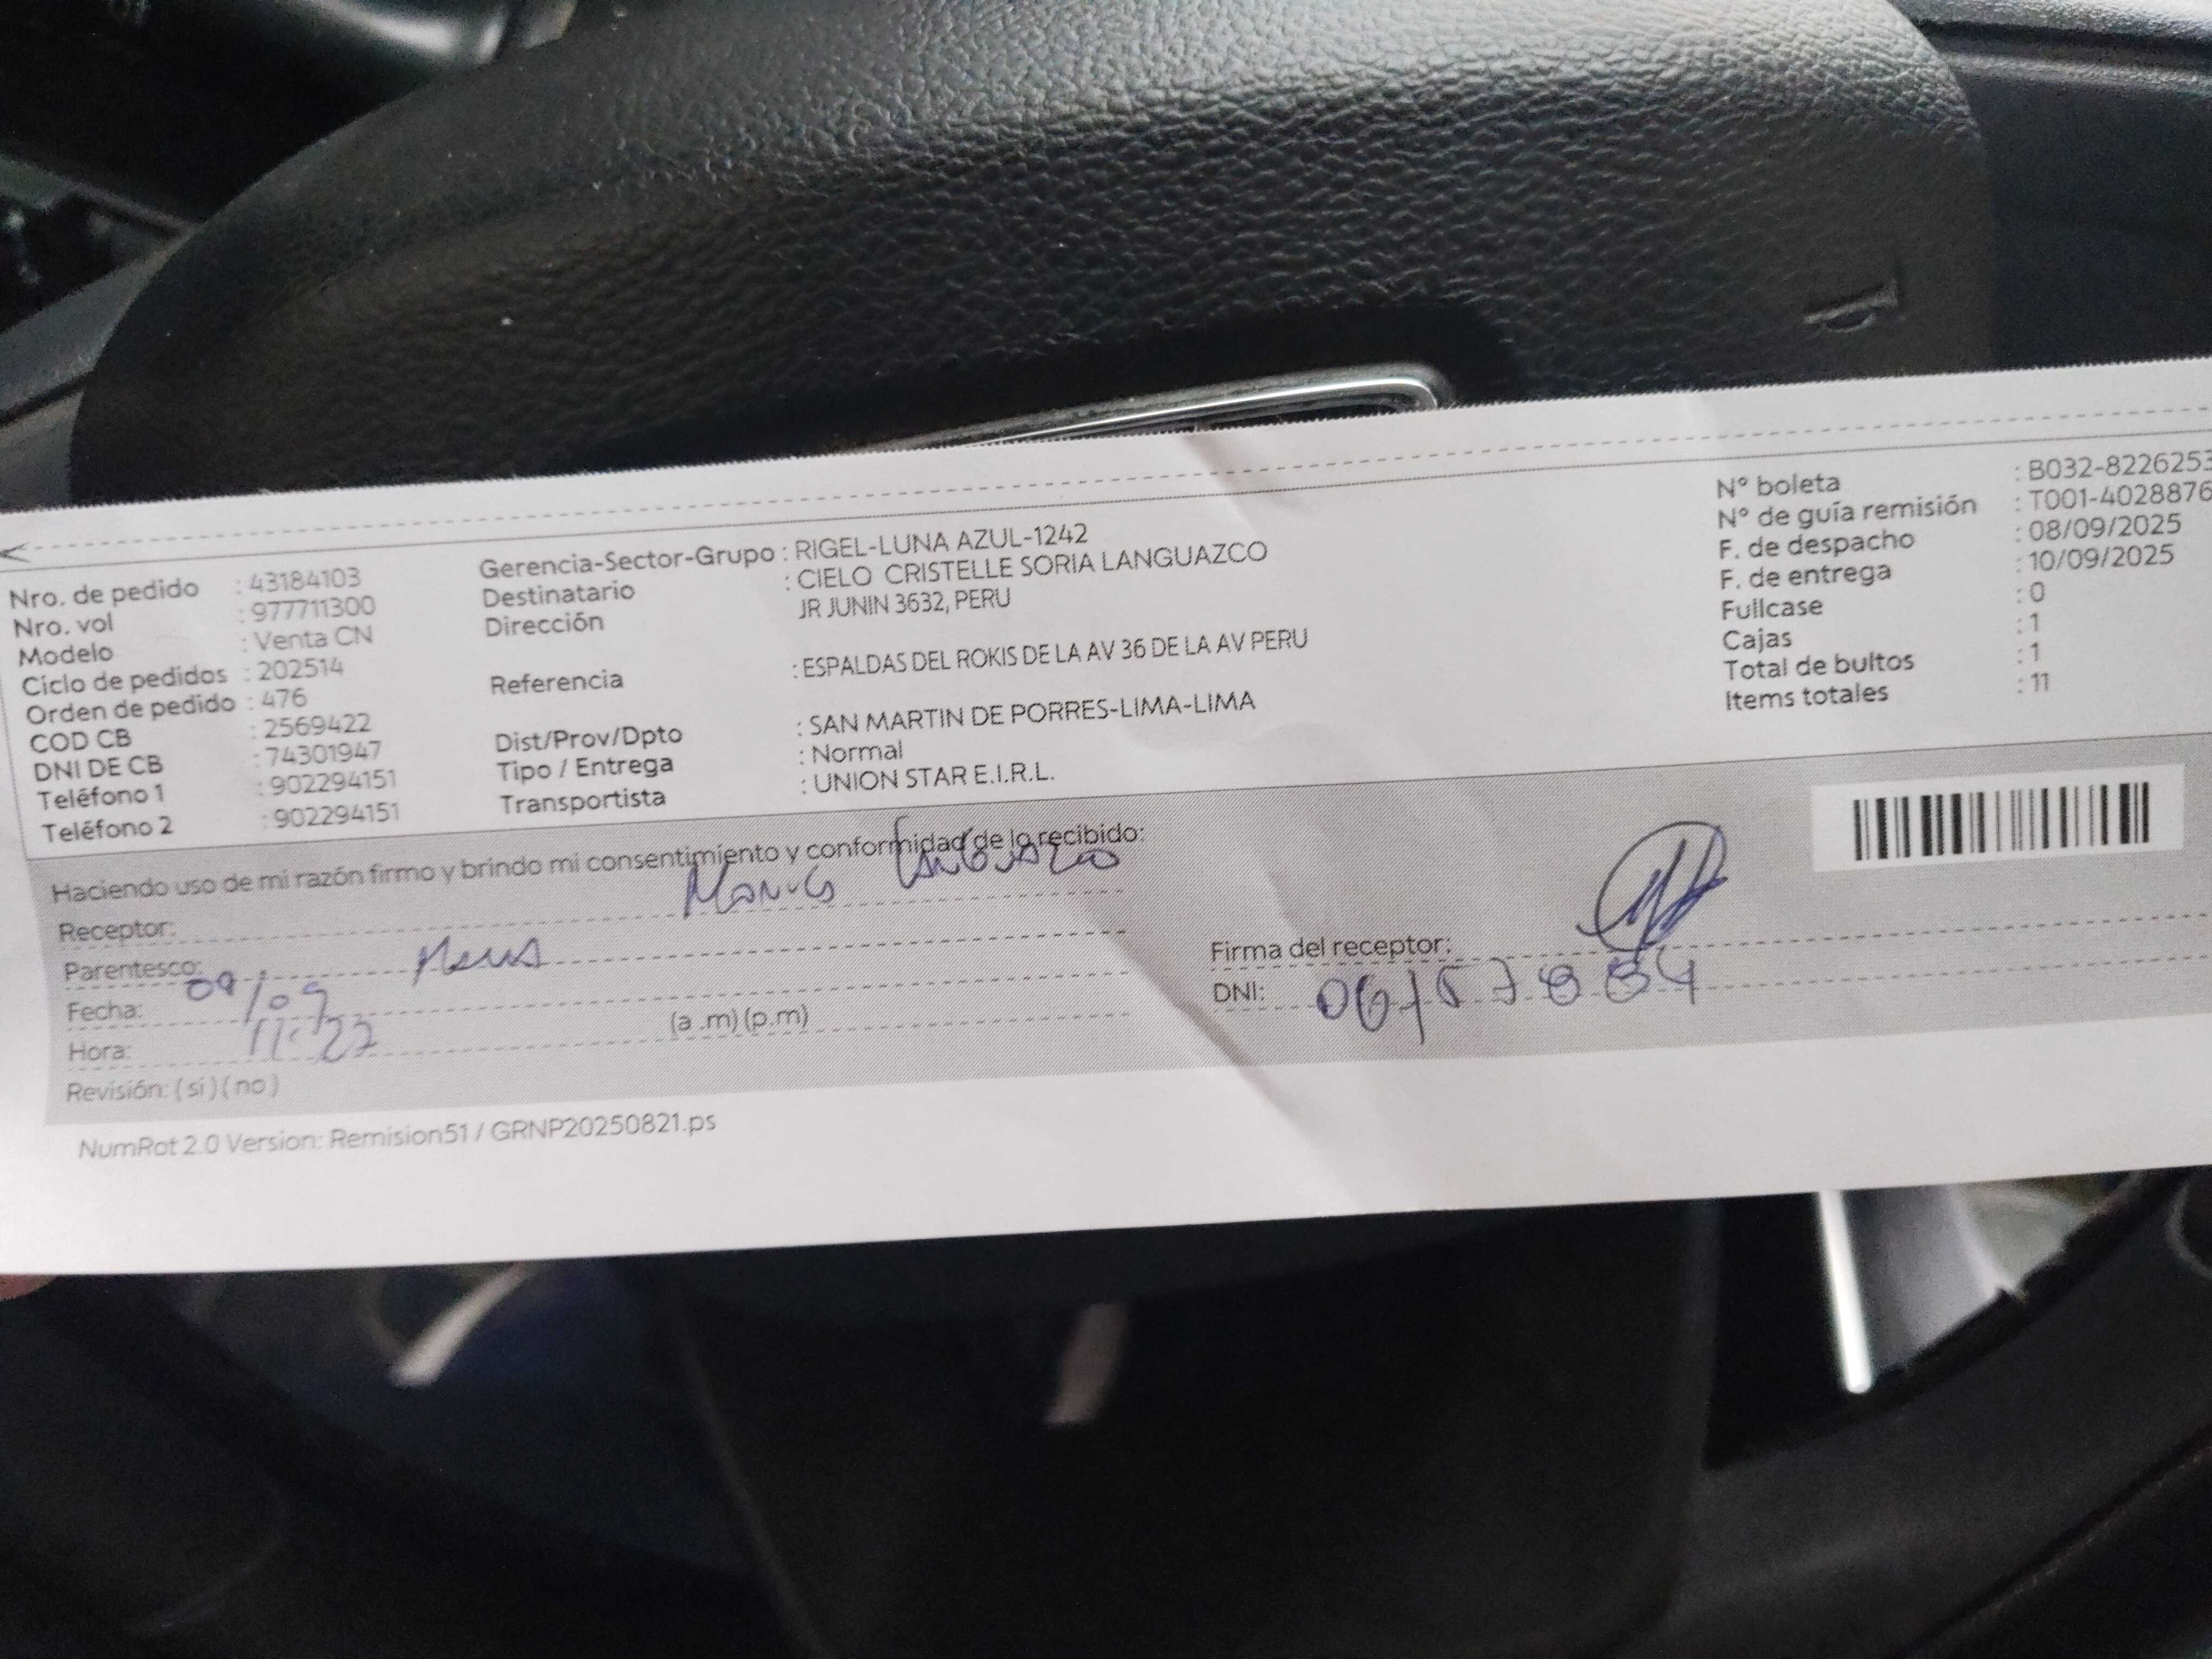 Nro. de pedido : 43184103
Nro. vol : 977711300
Modelo : Venta CN
Ciclo de pedidos : 202514
Orden de pedido : 476
COD CB : 2569422
DNI DE CB : 74301947
Teléfono 1 : 902294151
Teléfono 2 : 902294151
Gerencia-Sector-Grupo : RIGEL-LUNA AZUL-1242
Destinatario : CIELO CRISTELLE SORIA LANGUAZCO
Dirección JR JUNIN 3632, PERU
Referencia : ESPALDAS DEL ROKIS DE LA AV 36 DE LA AV PERU
Dist/Prov/Dpto : SAN MARTIN DE PORRES-LIMA-LIMA
Tipo / Entrega : Normal
Transportista : UNION STAR E.I.R.L.
N° boleta : B032-8226253
N° de guía remisión : T001-4028876
F. de despacho : 08/09/2025
F. de entrega : 10/09/2025
Fullcase : 0
Cajas : 1
Total de bultos : 1
Items totales : 11
Haciendo uso de mi razón firmo y brindo mi consentimiento y conformidad de lo recibido:
Receptor: Languazco
Parentesco:
Fecha: 09/09
Hora: 11:27 (a .m) (p.m)
Revisión: ( si ) ( no )
Firma del receptor:
DNI:
NumRot 2.0 Version: Remision51 / GRNP20250821.ps